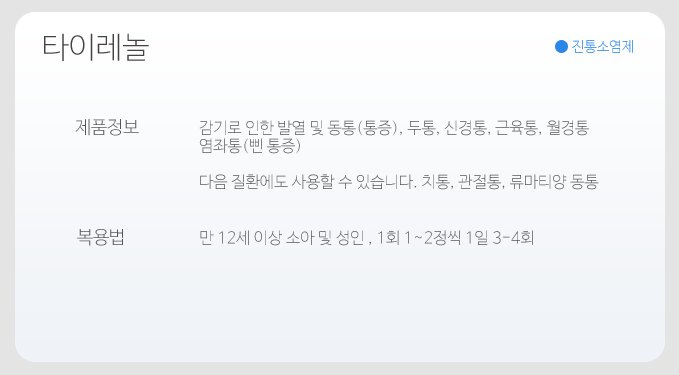 타이레놀
진통소염제
제품정보
감기로 인한 발열 및 동통(통증), 두통, 신경통, 근육통, 월경통
염좌통(삔 통증)
다음 질환에도 사용할 수 있습니다. 치통, 관절통, 류마티양 동통
복용법
만 12세 이상 소아 및 성인 , 1회 1~2정씩 1일 3-4회